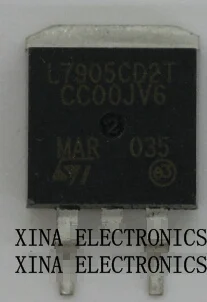 L7905CD2T
CC00JV6
MAR 035
XINA ELECTRONICS
XINA ELECTRONICS